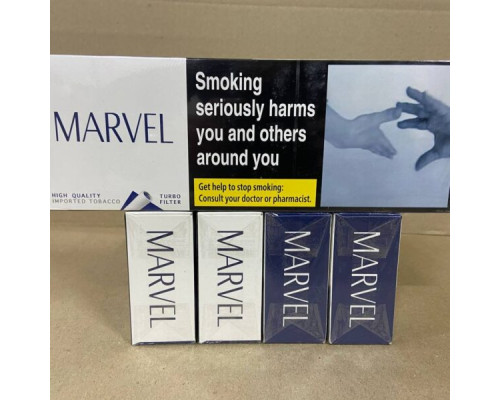 MARVEL
HIGH QUALITY
IMPORTED TOBACCO
TURBO
FILTER
Smoking
seriously harms
you and others
around you
Get help to stop smoking:
Consult your doctor or pharmacist.
MARVEL
MARVEL
MARVEL
MARVEL